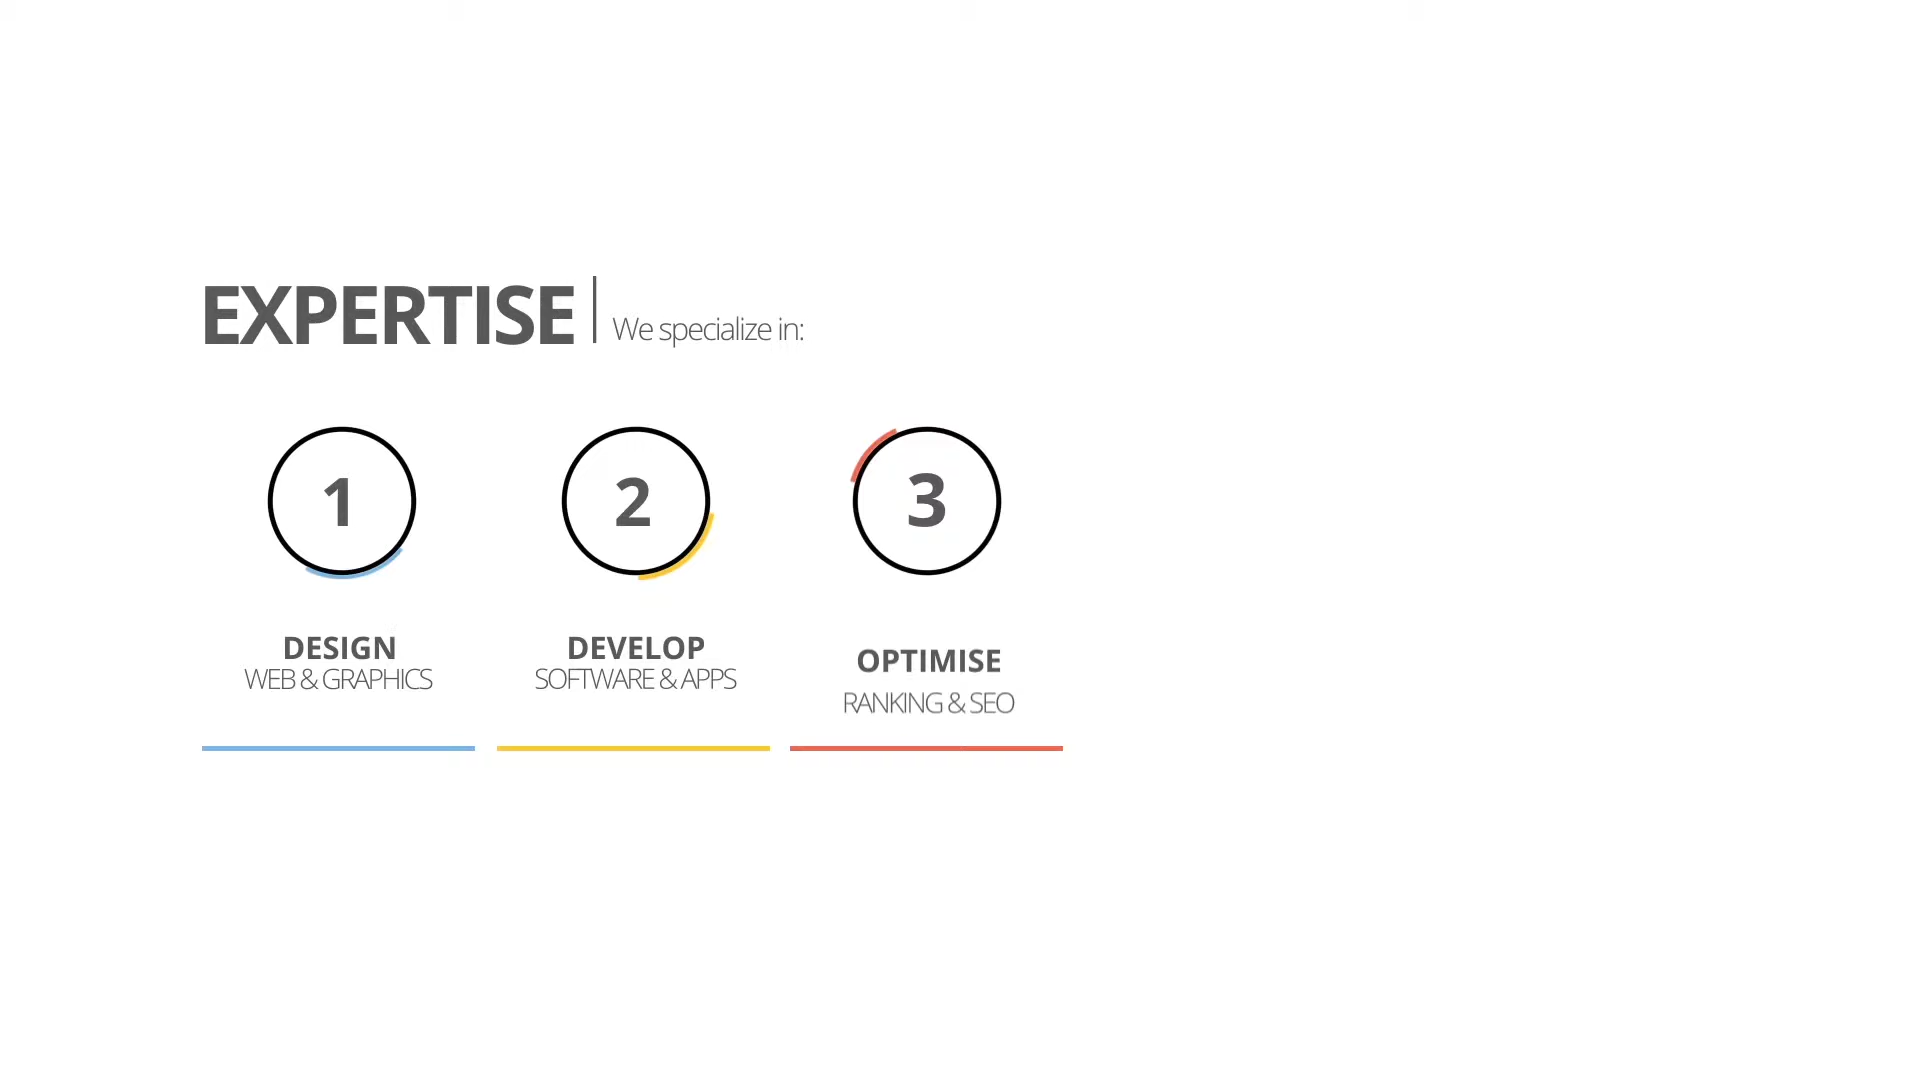 EXPERTISE
We specialize in:
1
2
3
DESIGN
WEB & GRAPHICS
DEVELOP
SOFTWARE & APPS
OPTIMISE
RANKING & SEO